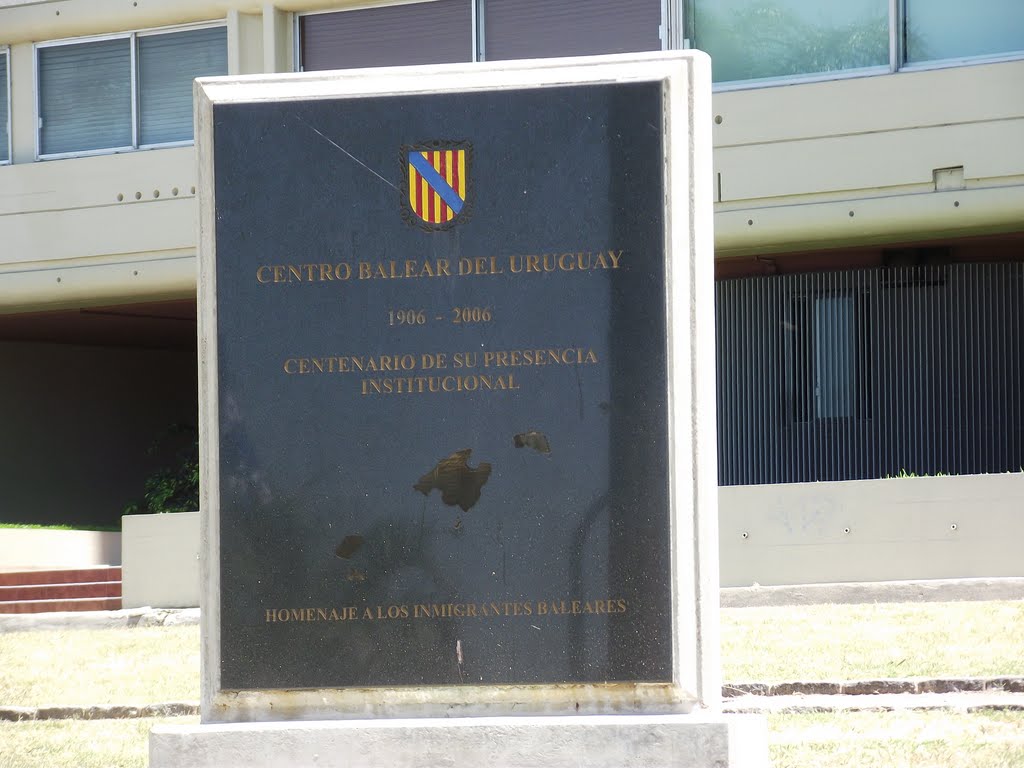 CENTRO BALEAR DEL URUGUAY
1906 - 2006
CENTENARIO DE SU PRESENCIA
INSTITUCIONAL
HOMENAJE A LOS INMIGRANTES BALEARES